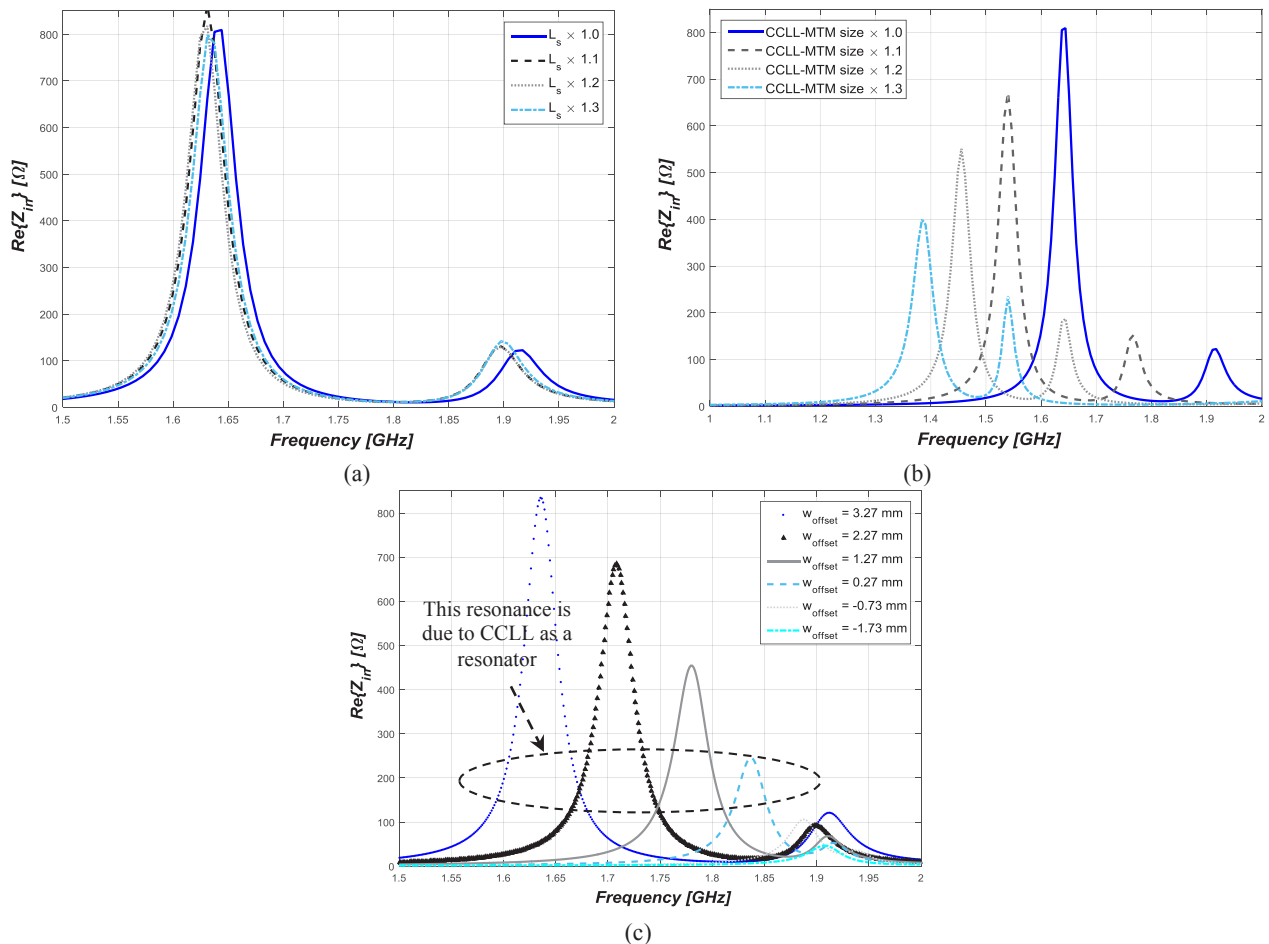 800
700
600
500
400
300
200
100
0
Re{Z_in} [Ω]
L_s × 1.0
L_s × 1.1
L_s × 1.2
L_s × 1.3
1.5 1.55 1.6 1.65 1.7 1.75 1.8 1.85 1.9 1.95 2
Frequency [GHz]
(a)
800
700
600
500
400
300
200
100
0
Re{Z_in} [Ω]
CCLL-MTM size × 1.0
CCLL-MTM size × 1.1
CCLL-MTM size × 1.2
CCLL-MTM size × 1.3
1 1.1 1.2 1.3 1.4 1.5 1.6 1.7 1.8 1.9 2
Frequency [GHz]
(b)
800
700
600
500
400
300
200
100
0
Re{Z_in} [Ω]
This resonance is
due to CCLL as a
resonator
w_offset = 3.27 mm
w_offset = 2.27 mm
w_offset = 1.27 mm
w_offset = 0.27 mm
w_offset = -0.73 mm
w_offset = -1.73 mm
1.5 1.55 1.6 1.65 1.7 1.75 1.8 1.85 1.9 1.95 2
Frequency [GHz]
(c)